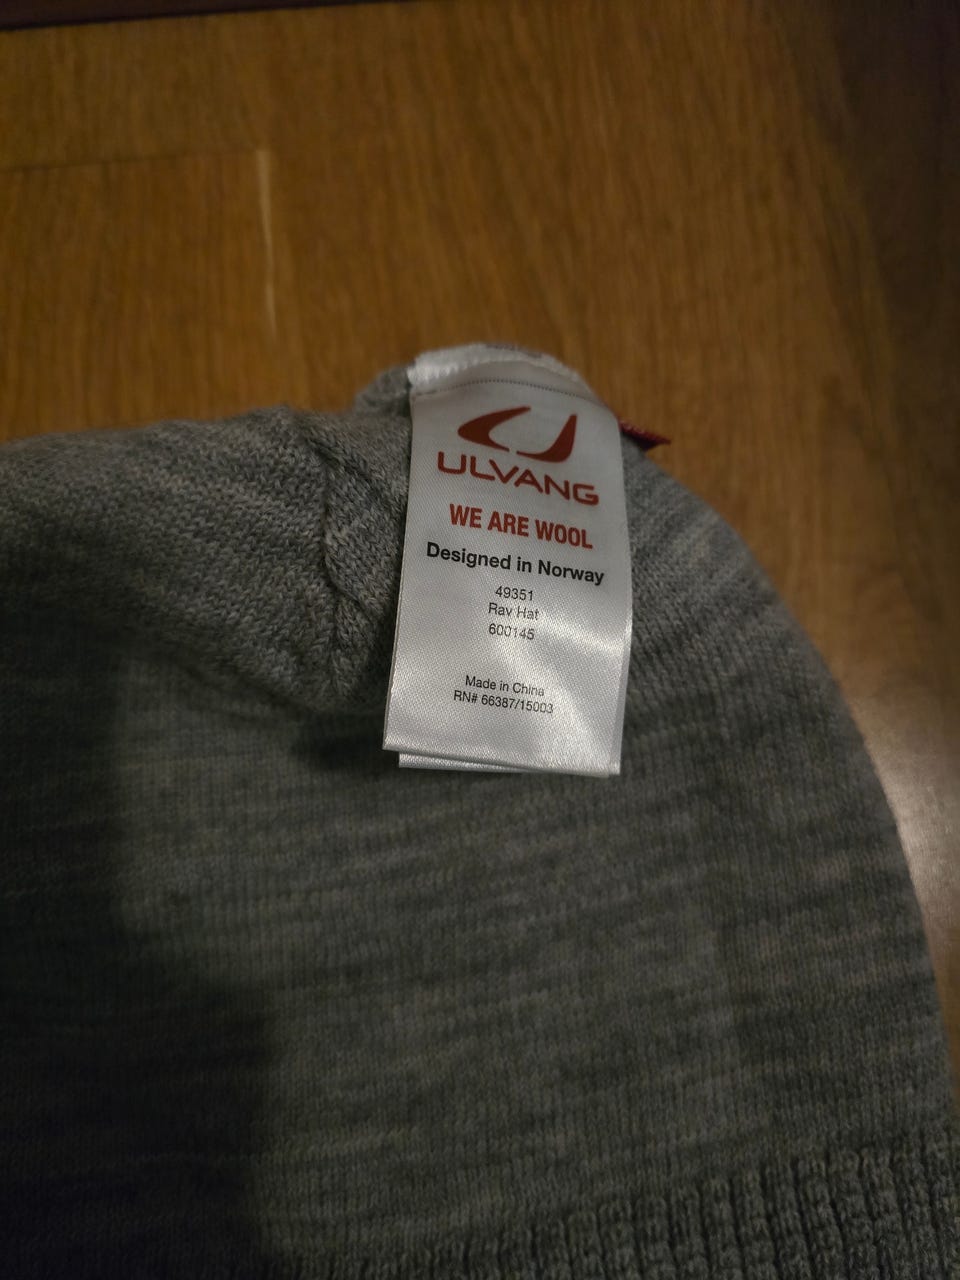 ULVANG
WE ARE WOOL
Designed in Norway
49351
Rav Hat
600145
Made in China
RN# 66387/15003